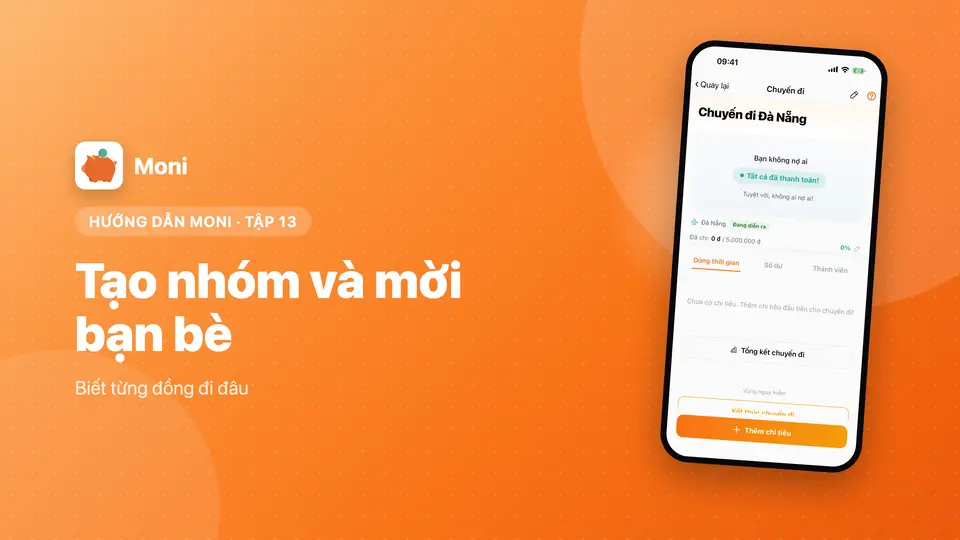 Moni
HƯỚNG DẪN MONI · TẬP 13
Tạo nhóm và mời
bạn bè
Biết từng đồng đi đâu
09:41
Quay lại
Chuyến đi
Chuyến đi Đà Nẵng
Bạn không nợ ai
Tất cả đã thanh toán!
Tuyệt vời, không ai nợ ai!
Đà Nẵng Đang diễn ra
Đã chi: 0 đ / 5.000.000 đ 0%
Dòng thời gian Số dư Thành viên
Chưa có chi tiêu. Thêm chi tiêu đầu tiên cho chuyến đi!
Tổng kết chuyến đi
Vùng nguy hiểm
Kết thúc chuyến đi
+ Thêm chi tiêu